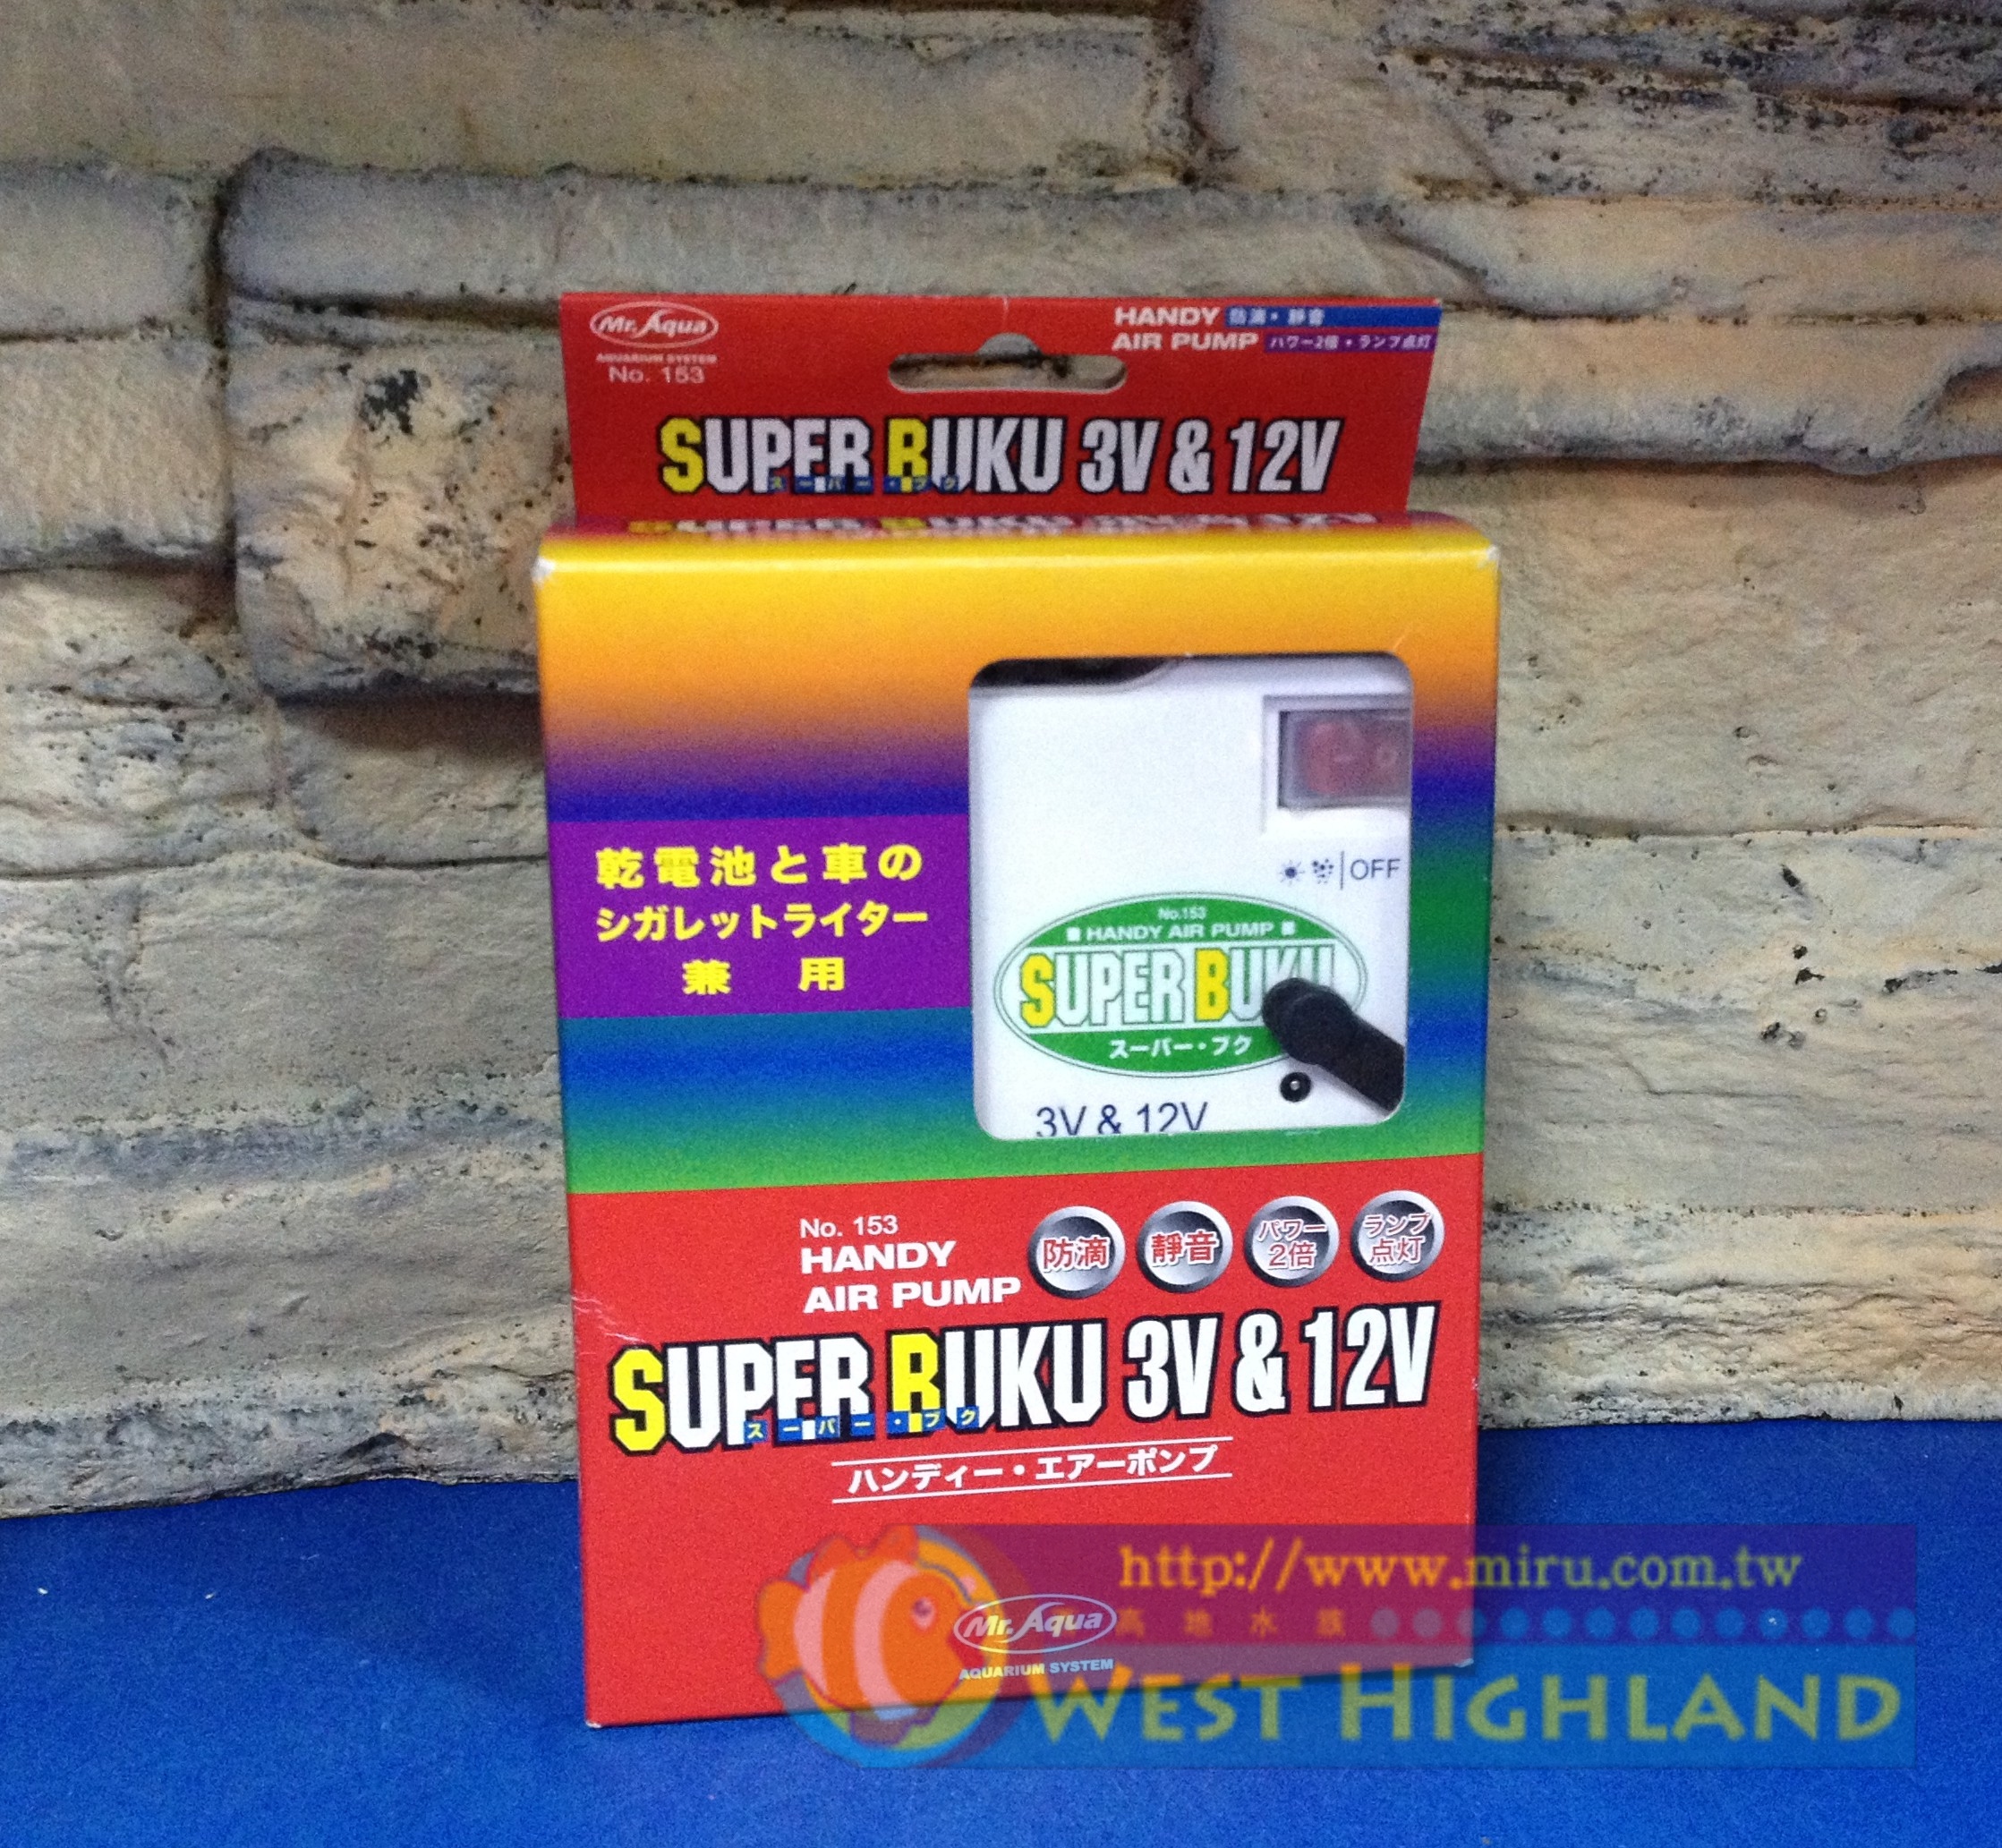 Mr. Aqua
AQUARIUM SYSTEM
No. 153
HANDY 防滴・靜音
AIR PUMP パワー2倍・ランプ点灯
SUPER BUKU 3V & 12V
スーパー・ブク
乾電池と車の
シガレットライター
兼用
OFF
No.153
HANDY AIR PUMP
SUPER BUKU
スーパー・ブク
3V & 12V
No. 153
HANDY
AIR PUMP
防滴
靜音
パワー
2倍
ランプ
点灯
SUPER BUKU 3V & 12V
スーパー・ブク
ハンディー・エアーポンプ
http://www.miru.com.tw
高地水族
Mr. Aqua
AQUARIUM SYSTEM
WEST HIGHLAND